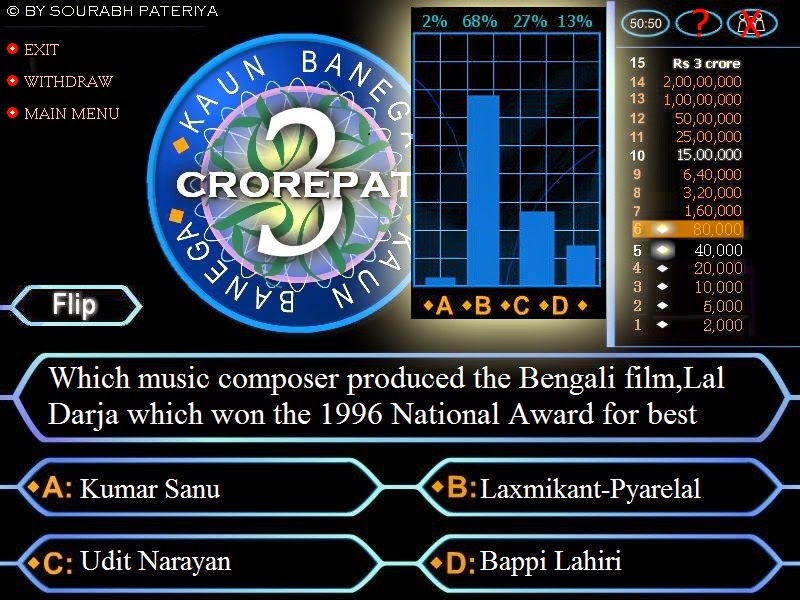 © BY SOURABH PATERIYA
EXIT
WITHDRAW
MAIN MENU
KAUN BANEGA
3
CROREPAT
KAUN BANEGA
Flip
2% 68% 27% 13%
A B C D
50:50 ?
15 Rs 3 crore
14 2,00,00,000
13 1,00,00,000
12 50,00,000
11 25,00,000
10 15,00,000
9 6,40,000
8 3,20,000
7 1,60,000
6 80,000
5 40,000
4 20,000
3 10,000
2 5,000
1 2,000
Which music composer produced the Bengali film,Lal
Darja which won the 1996 National Award for best
A: Kumar Sanu
B: Laxmikant-Pyarelal
C: Udit Narayan
D: Bappi Lahiri